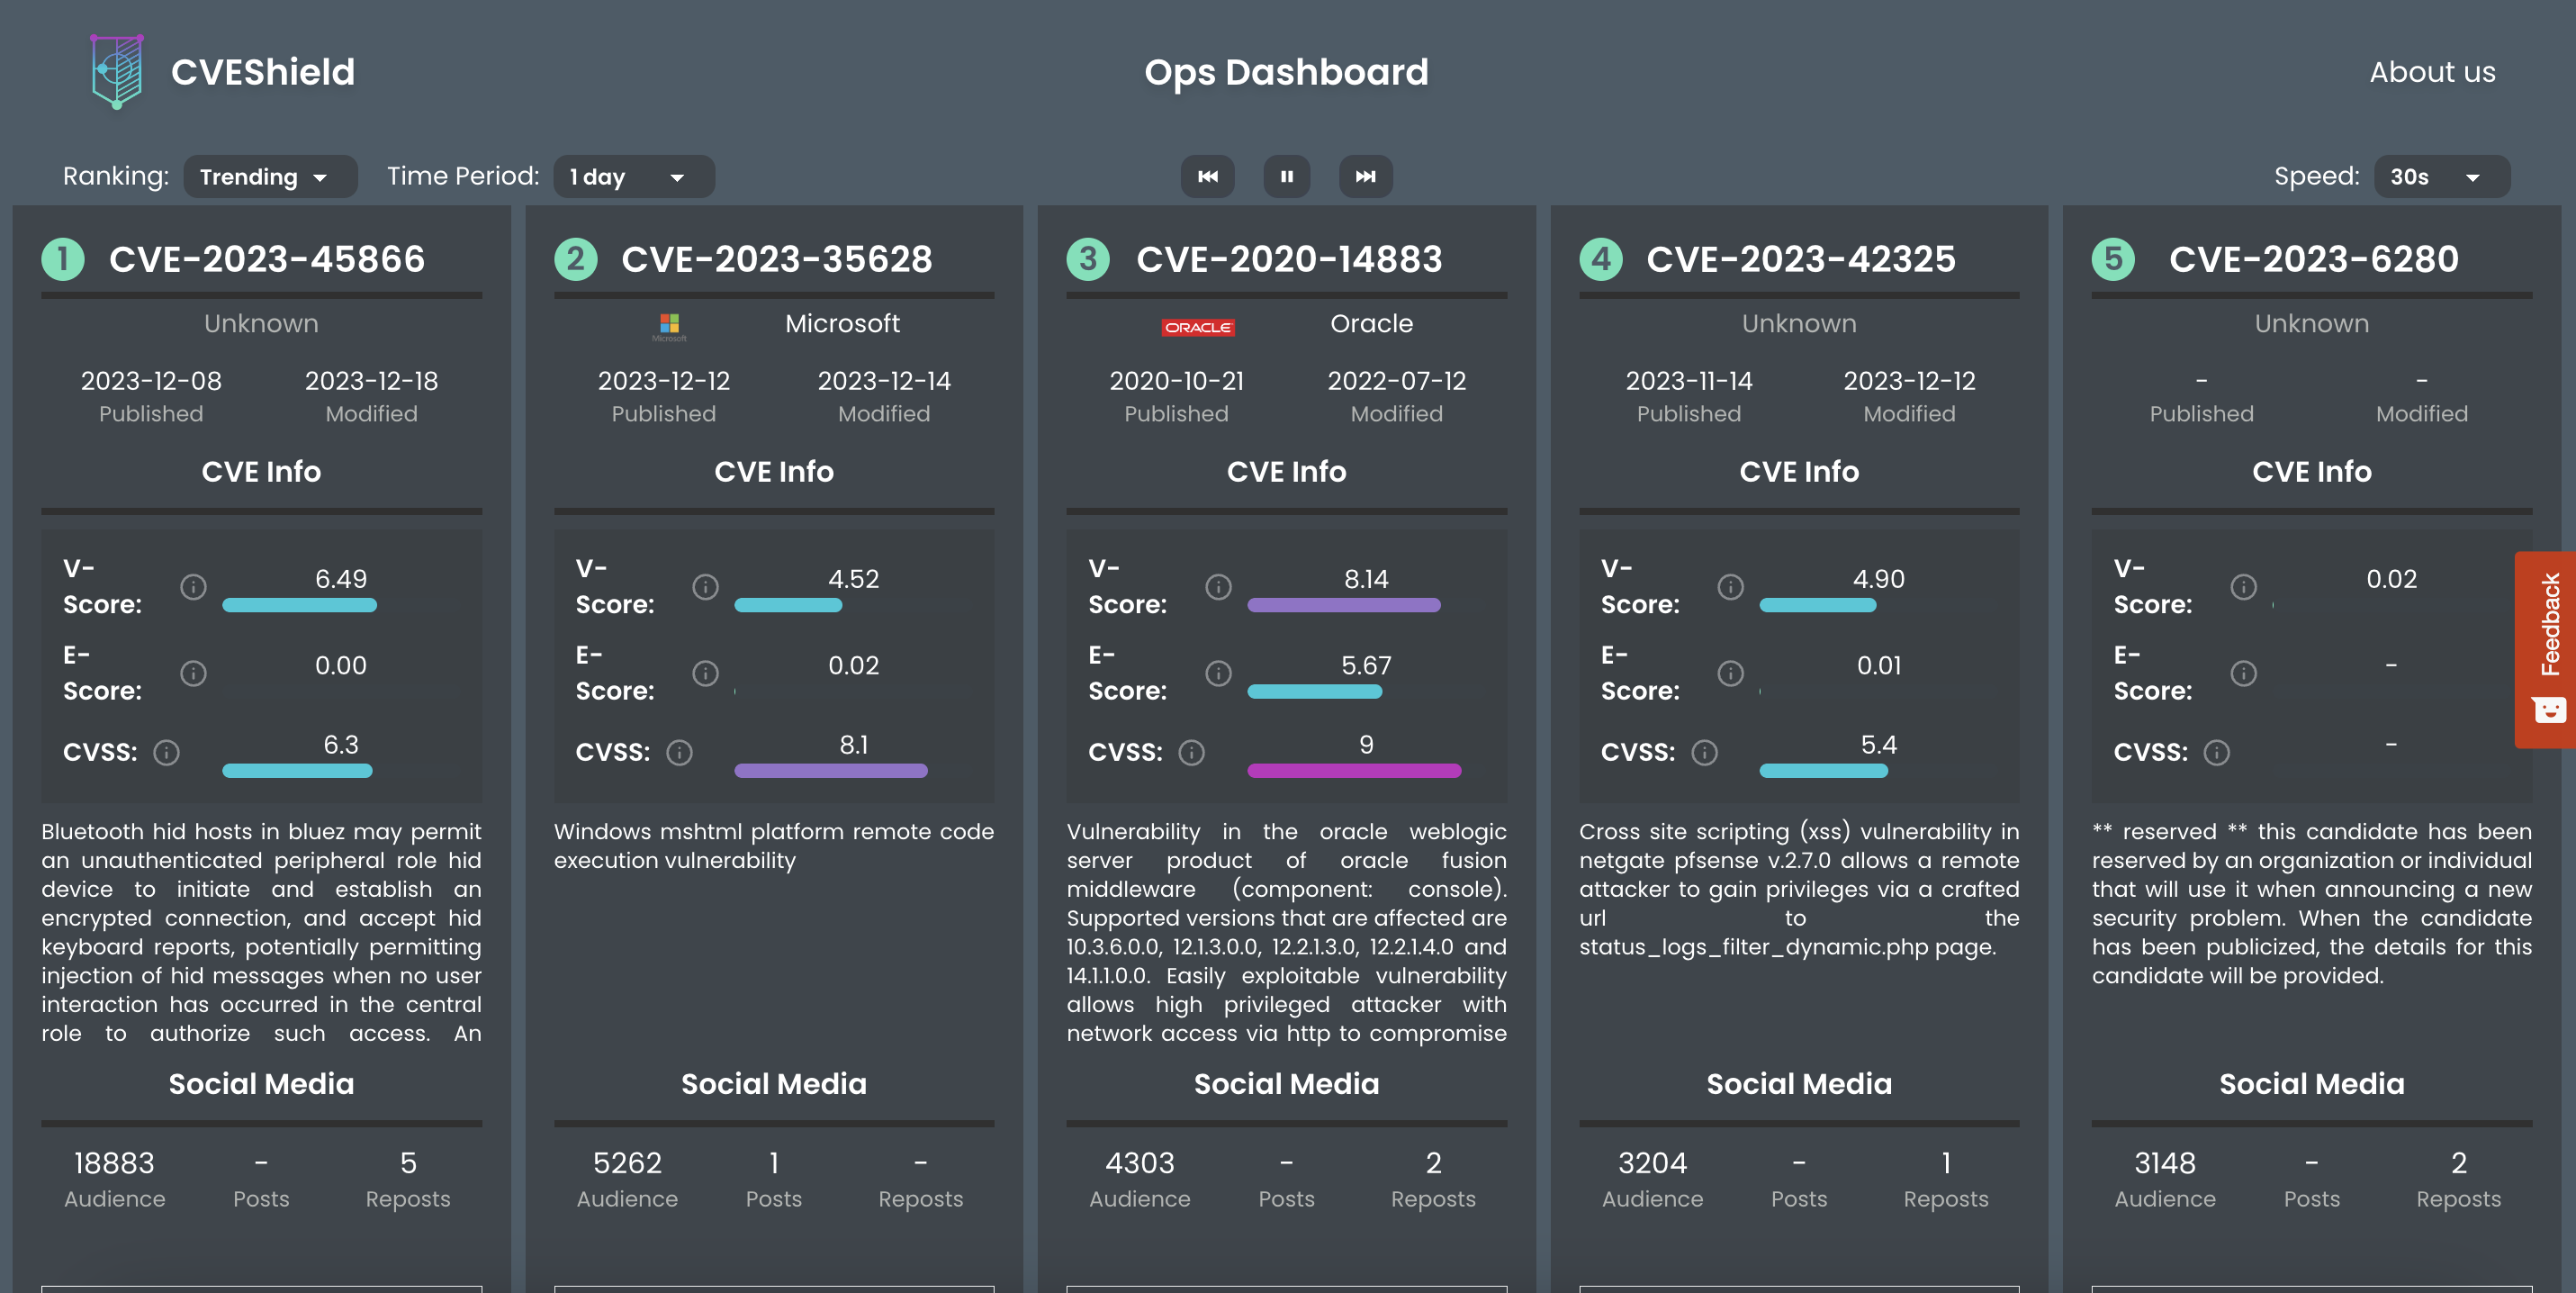 CVEShield
Ops Dashboard
About us
Ranking: Trending
Time Period: 1 day
Speed: 30s
1 CVE-2023-45866
Unknown
2023-12-08 2023-12-18
Published Modified
CVE Info
V-
Score:
6.49
E-
Score:
0.00
CVSS:
6.3
Bluetooth hid hosts in bluez may permit
an unauthenticated peripheral role hid
device to initiate and establish an
encrypted connection, and accept hid
keyboard reports, potentially permitting
injection of hid messages when no user
interaction has occurred in the central
role to authorize such access. An
Social Media
18883 - 5
Audience Posts Reposts
2 CVE-2023-35628
Microsoft
Microsoft
2023-12-12 2023-12-14
Published Modified
CVE Info
V-
Score:
4.52
E-
Score:
0.02
CVSS:
8.1
Windows mshtml platform remote code
execution vulnerability
Social Media
5262 1 -
Audience Posts Reposts
3 CVE-2020-14883
ORACLE
Oracle
2020-10-21 2022-07-12
Published Modified
CVE Info
V-
Score:
8.14
E-
Score:
5.67
CVSS:
9
Vulnerability in the oracle weblogic
server product of oracle fusion
middleware (component: console).
Supported versions that are affected are
10.3.6.0.0, 12.1.3.0.0, 12.2.1.3.0, 12.2.1.4.0 and
14.1.1.0.0. Easily exploitable vulnerability
allows high privileged attacker with
network access via http to compromise
Social Media
4303 - 2
Audience Posts Reposts
4 CVE-2023-42325
Unknown
2023-11-14 2023-12-12
Published Modified
CVE Info
V-
Score:
4.90
E-
Score:
0.01
CVSS:
5.4
Cross site scripting (xss) vulnerability in
netgate pfsense v.2.7.0 allows a remote
attacker to gain privileges via a crafted
url to the
status_logs_filter_dynamic.php page.
Social Media
3204 - 1
Audience Posts Reposts
5 CVE-2023-6280
Unknown
- -
Published Modified
CVE Info
V-
Score:
0.02
E-
Score:
-
CVSS:
-
** reserved ** this candidate has been
reserved by an organization or individual
that will use it when announcing a new
security problem. When the candidate
has been publicized, the details for this
candidate will be provided.
Social Media
3148 - 2
Audience Posts Reposts
Feedback